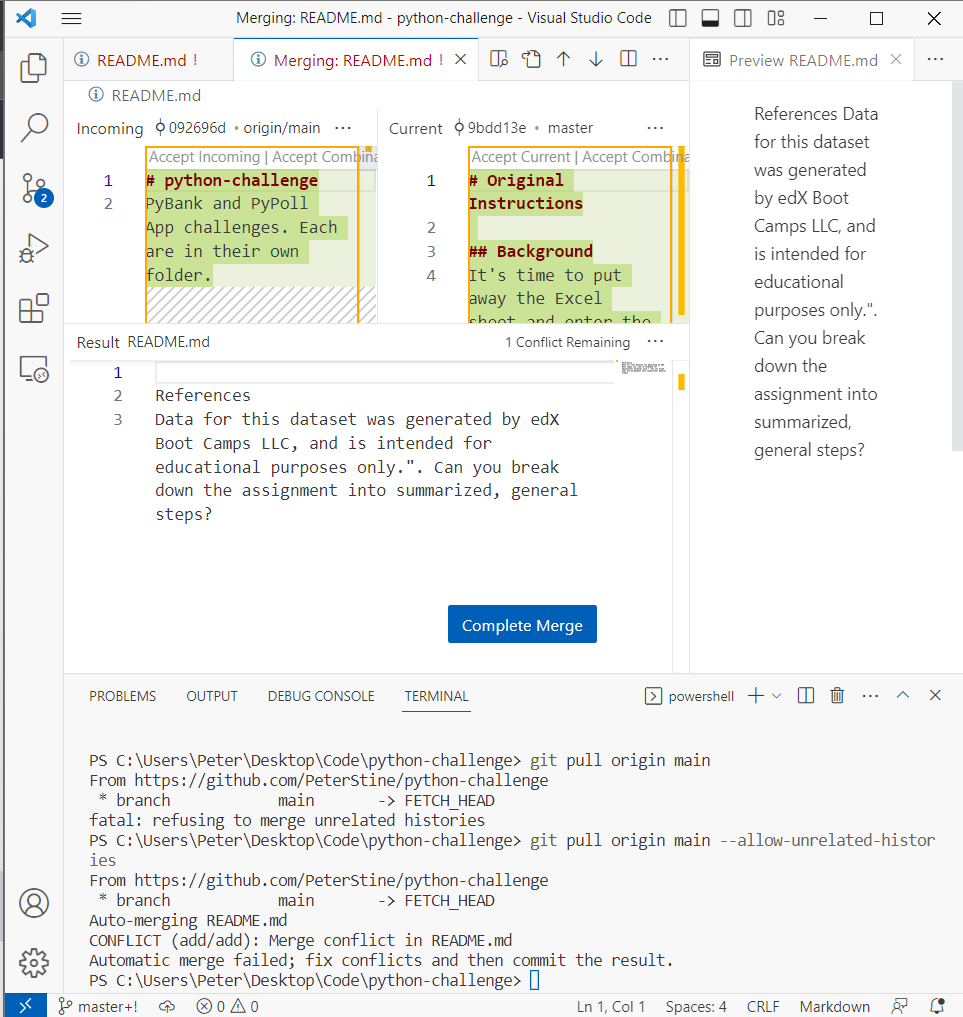 Merging: README.md - python-challenge - Visual Studio Code
README.md !
Merging: README.md !
Preview README.md
README.md
Incoming 092696d • origin/main ···
Current 9bdd13e • master ···
Accept Incoming | Accept Combina
1 # python-challenge
2 PyBank and PyPoll
App challenges. Each
are in their own
folder.
Accept Current | Accept Combina
1 # Original
Instructions
2
3 ## Background
4 It's time to put
away the Excel
sheet and enter the
References Data
for this dataset
was generated
by edX Boot
Camps LLC, and
is intended for
educational
purposes only.".
Can you break
down the
assignment into
summarized,
general steps?
2
Result README.md
1 Conflict Remaining ···
1
2 References
3 Data for this dataset was generated by edX
Boot Camps LLC, and is intended for
educational purposes only.". Can you break
down the assignment into summarized, general
steps?
Complete Merge
PROBLEMS OUTPUT DEBUG CONSOLE TERMINAL
powershell
PS C:\Users\Peter\Desktop\Code\python-challenge> git pull origin main
From https://github.com/PeterStine/python-challenge
* branch main -> FETCH_HEAD
fatal: refusing to merge unrelated histories
PS C:\Users\Peter\Desktop\Code\python-challenge> git pull origin main --allow-unrelated-histor
ies
From https://github.com/PeterStine/python-challenge
* branch main -> FETCH_HEAD
Auto-merging README.md
CONFLICT (add/add): Merge conflict in README.md
Automatic merge failed; fix conflicts and then commit the result.
PS C:\Users\Peter\Desktop\Code\python-challenge>
master+! 0 0 Ln 1, Col 1 Spaces: 4 CRLF Markdown